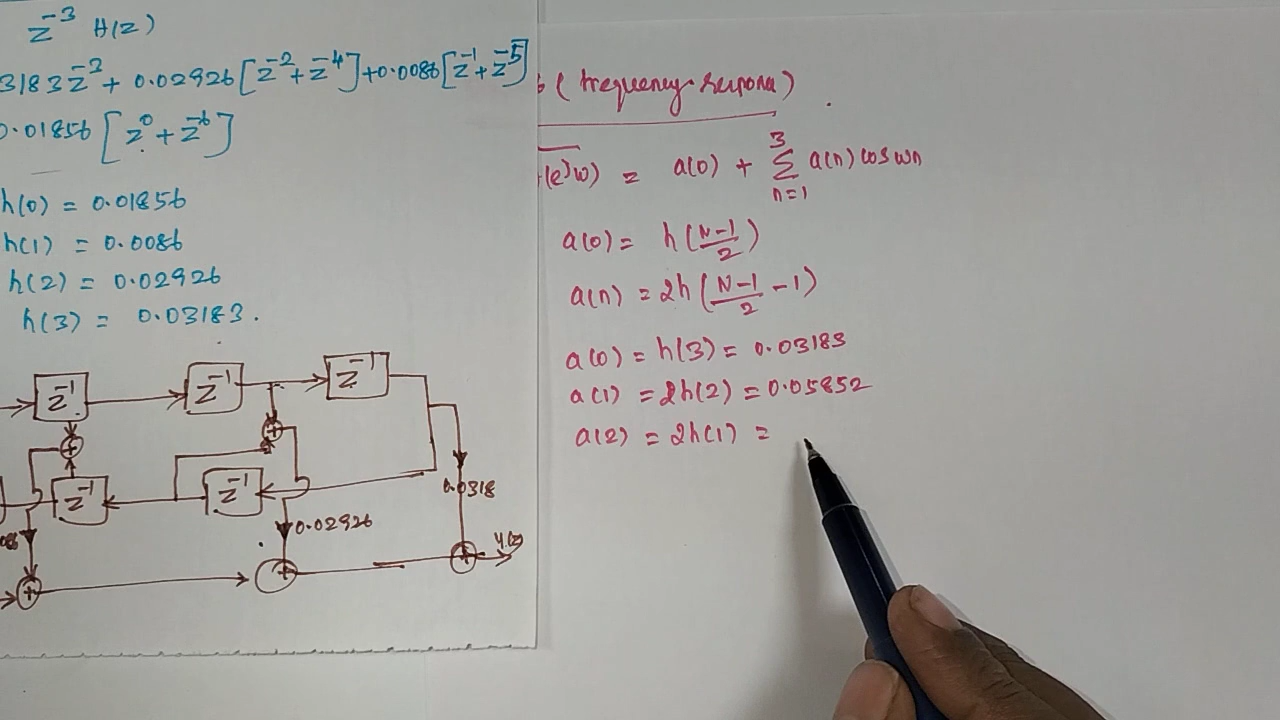 z⁻³ H(z)
3183 z⁻³ + 0.02926 [z⁻² + z⁻⁴] + 0.0086 [z⁻¹ + z⁻⁵]
0.01856 [z⁰ + z⁻⁶]
h(0) = 0.01856
h(1) = 0.0086
h(2) = 0.02926
h(3) = 0.03183.
z⁻¹ z⁻¹ z⁻¹
+ +
z⁻¹ z⁻¹
0.0318
0.02926
+ + + Y(z)
(frequency response)
(e^jω) = a(0) + Σ_{n=1}^{3} a(n) cos ωn
a(0) = h(N-1/2)
a(n) = 2h(N-1/2 - 1)
a(0) = h(3) = 0.03183
a(1) = 2h(2) = 0.05852
a(2) = 2h(1) =